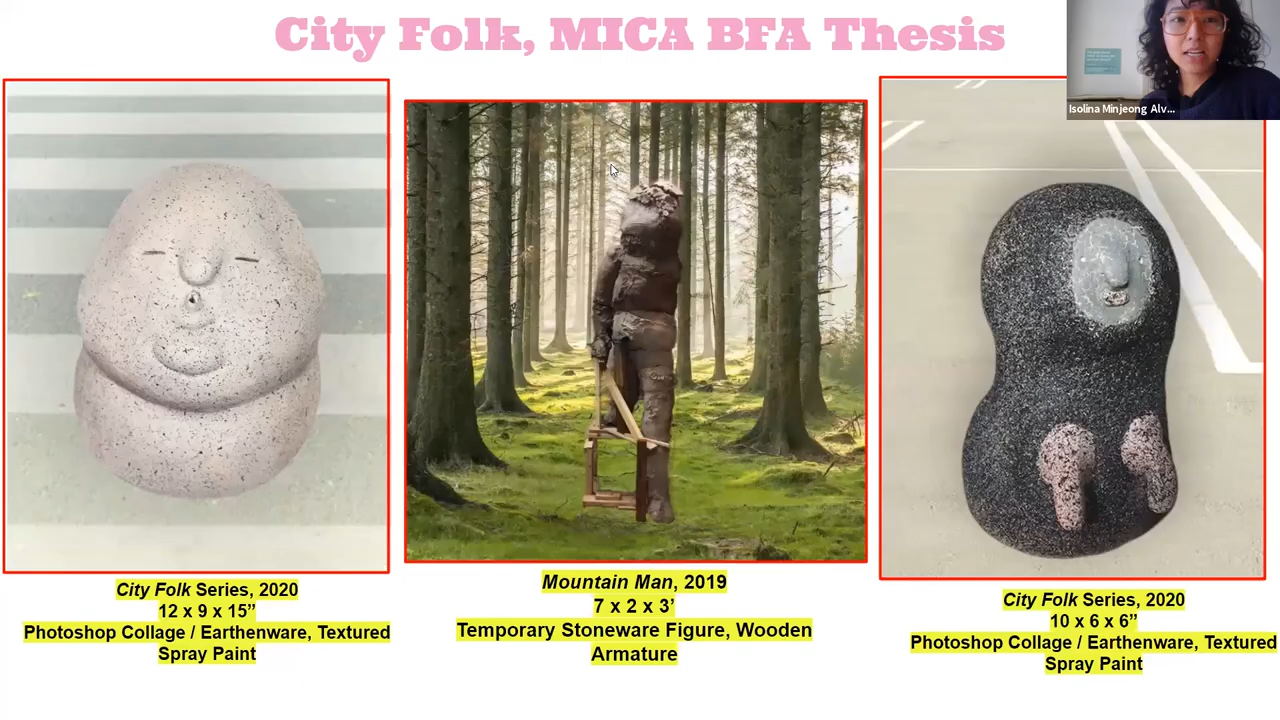 City Folk, MICA BFA Thesis
Isolina Minjeong Alv...
City Folk Series, 2020
12 x 9 x 15”
Photoshop Collage / Earthenware, Textured
Spray Paint
Mountain Man, 2019
7 x 2 x 3’
Temporary Stoneware Figure, Wooden
Armature
City Folk Series, 2020
10 x 6 x 6”
Photoshop Collage / Earthenware, Textured
Spray Paint